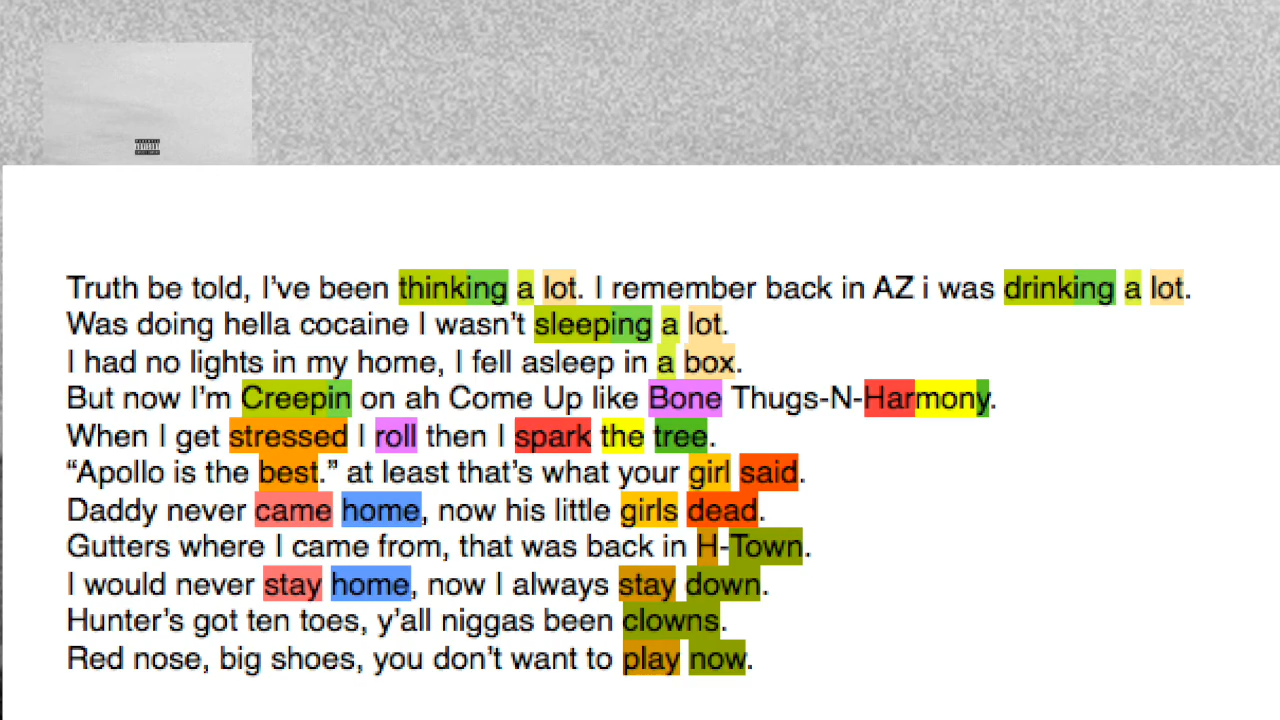 Truth be told, I’ve been thinking a lot. I remember back in AZ i was drinking a lot.
Was doing hella cocaine I wasn’t sleeping a lot.
I had no lights in my home, I fell asleep in a box.
But now I’m Creepin on ah Come Up like Bone Thugs-N-Harmony.
When I get stressed I roll then I spark the tree.
“Apollo is the best.” at least that’s what your girl said.
Daddy never came home, now his little girls dead.
Gutters where I came from, that was back in H-Town.
I would never stay home, now I always stay down.
Hunter’s got ten toes, y’all niggas been clowns.
Red nose, big shoes, you don’t want to play now.